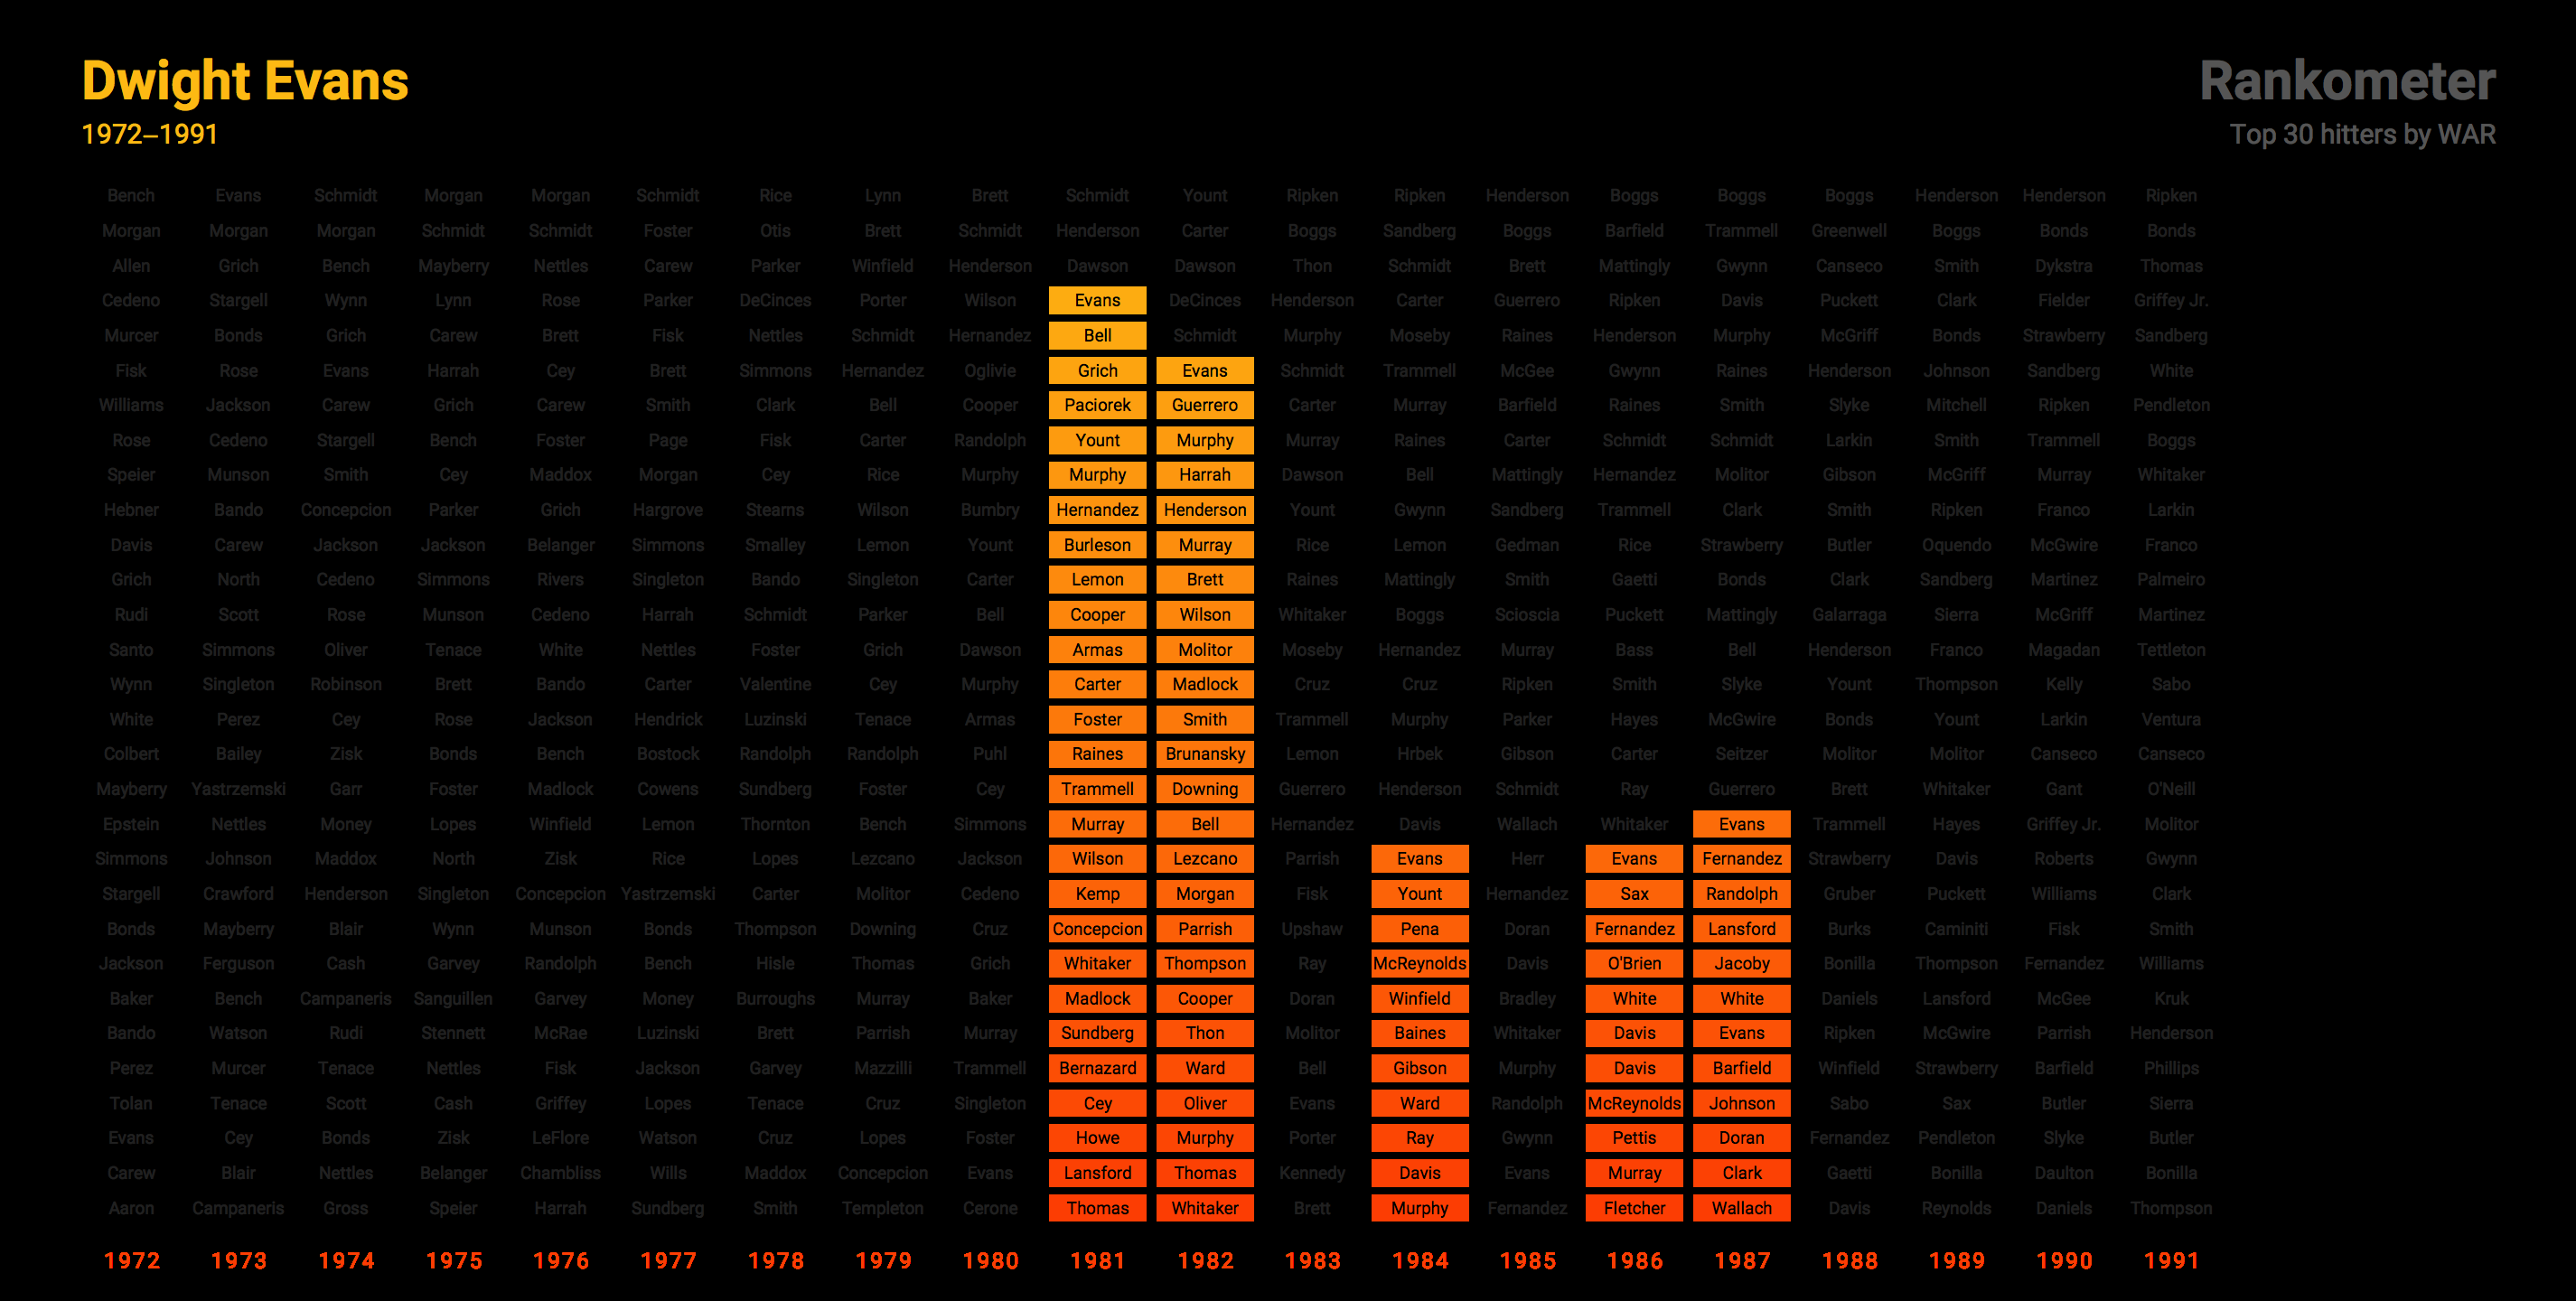 Dwight Evans
Rankometer
1972–1991
Top 30 hitters by WAR
Bench Evans Schmidt Morgan Morgan Schmidt Rice Lynn Brett Schmidt Yount Ripken Ripken Henderson Boggs Boggs Boggs Henderson Henderson Ripken
Morgan Morgan Morgan Schmidt Schmidt Foster Otis Brett Schmidt Henderson Carter Boggs Sandberg Boggs Barfield Trammell Greenwell Boggs Bonds Bonds
Allen Grich Bench Mayberry Nettles Carew Parker Winfield Henderson Dawson Dawson Thon Schmidt Brett Mattingly Gwynn Canseco Smith Dykstra Thomas
Cedeno Stargell Wynn Lynn Rose Parker DeCinces Porter Wilson Evans DeCinces Henderson Carter Guerrero Ripken Davis Puckett Clark Fielder Griffey Jr.
Murcer Bonds Grich Carew Brett Fisk Nettles Schmidt Hernandez Bell Schmidt Murphy Moseby Raines Henderson Murphy McGriff Bonds Strawberry Sandberg
Fisk Rose Evans Harrah Cey Brett Simmons Hernandez Oglivie Grich Evans Schmidt Trammell McGee Gwynn Raines Henderson Johnson Sandberg White
Williams Jackson Carew Grich Carew Smith Clark Bell Cooper Paciorek Guerrero Carter Murray Barfield Raines Smith Slyke Mitchell Ripken Pendleton
Rose Cedeno Stargell Bench Foster Page Fisk Carter Randolph Yount Murphy Murray Raines Carter Schmidt Schmidt Larkin Smith Trammell Boggs
Speier Munson Smith Cey Maddox Morgan Cey Rice Murphy Murphy Harrah Dawson Bell Mattingly Hernandez Molitor Gibson McGriff Murray Whitaker
Hebner Bando Concepcion Parker Grich Hargrove Stearns Wilson Bumbry Hernandez Henderson Yount Gwynn Sandberg Trammell Clark Smith Ripken Franco Larkin
Davis Carew Jackson Jackson Belanger Simmons Smalley Lemon Yount Burleson Murray Rice Lemon Gedman Rice Strawberry Butler Oquendo McGwire Franco
Grich North Cedeno Simmons Rivers Singleton Bando Singleton Carter Lemon Brett Raines Mattingly Smith Gaetti Bonds Clark Sandberg Martinez Palmeiro
Rudi Scott Rose Munson Cedeno Harrah Schmidt Parker Bell Cooper Wilson Whitaker Boggs Scioscia Puckett Mattingly Galarraga Sierra McGriff Martinez
Santo Simmons Oliver Tenace White Nettles Foster Grich Dawson Armas Molitor Moseby Hernandez Murray Bass Bell Henderson Franco Magadan Tettleton
Wynn Singleton Robinson Brett Bando Carter Valentine Cey Murphy Carter Madlock Cruz Cruz Ripken Smith Slyke Yount Thompson Kelly Sabo
White Perez Cey Rose Jackson Hendrick Luzinski Tenace Armas Foster Smith Trammell Murphy Parker Hayes McGwire Bonds Yount Larkin Ventura
Colbert Bailey Zisk Bonds Bench Bostock Randolph Randolph Puhl Raines Brunansky Lemon Hrbek Gibson Carter Seitzer Molitor Molitor Canseco Canseco
Mayberry Yastrzemski Garr Foster Madlock Cowens Sundberg Foster Cey Trammell Downing Guerrero Henderson Schmidt Ray Guerrero Brett Whitaker Gant O'Neill
Epstein Nettles Money Lopes Winfield Lemon Thornton Bench Simmons Murray Bell Hernandez Davis Wallach Whitaker Evans Trammell Hayes Griffey Jr. Molitor
Simmons Johnson Maddox North Zisk Rice Lopes Lezcano Jackson Wilson Lezcano Parrish Evans Herr Evans Fernandez Strawberry Davis Roberts Gwynn
Stargell Crawford Henderson Singleton Concepcion Yastrzemski Carter Molitor Cedeno Kemp Morgan Fisk Yount Hernandez Sax Randolph Gruber Puckett Williams Clark
Bonds Mayberry Blair Wynn Munson Bonds Thompson Downing Cruz Concepcion Parrish Upshaw Pena Doran Fernandez Lansford Burks Caminiti Fisk Smith
Jackson Ferguson Cash Garvey Randolph Bench Hisle Thomas Grich Whitaker Thompson Ray McReynolds Davis O'Brien Jacoby Bonilla Thompson Fernandez Williams
Baker Bench Campaneris Sanguillen Garvey Money Burroughs Murray Baker Madlock Cooper Doran Winfield Bradley White White Daniels Lansford McGee Kruk
Bando Watson Rudi Stennett McRae Luzinski Brett Parrish Murray Sundberg Thon Molitor Baines Whitaker Davis Evans Ripken McGwire Parrish Henderson
Perez Murcer Tenace Nettles Fisk Jackson Garvey Mazzilli Trammell Bernazard Ward Bell Gibson Murphy Davis Barfield Winfield Strawberry Barfield Phillips
Tolan Tenace Scott Cash Griffey Lopes Tenace Cruz Singleton Cey Oliver Evans Ward Randolph McReynolds Johnson Sabo Sax Butler Sierra
Evans Cey Bonds Zisk LeFlore Watson Cruz Lopes Foster Howe Murphy Porter Ray Gwynn Pettis Doran Fernandez Pendleton Slyke Butler
Carew Blair Nettles Belanger Chambliss Wills Maddox Concepcion Evans Lansford Thomas Kennedy Davis Evans Murray Clark Gaetti Bonilla Daulton Bonilla
Aaron Campaneris Gross Speier Harrah Sundberg Smith Templeton Cerone Thomas Whitaker Brett Murphy Fernandez Fletcher Wallach Davis Reynolds Daniels Thompson
1972 1973 1974 1975 1976 1977 1978 1979 1980 1981 1982 1983 1984 1985 1986 1987 1988 1989 1990 1991